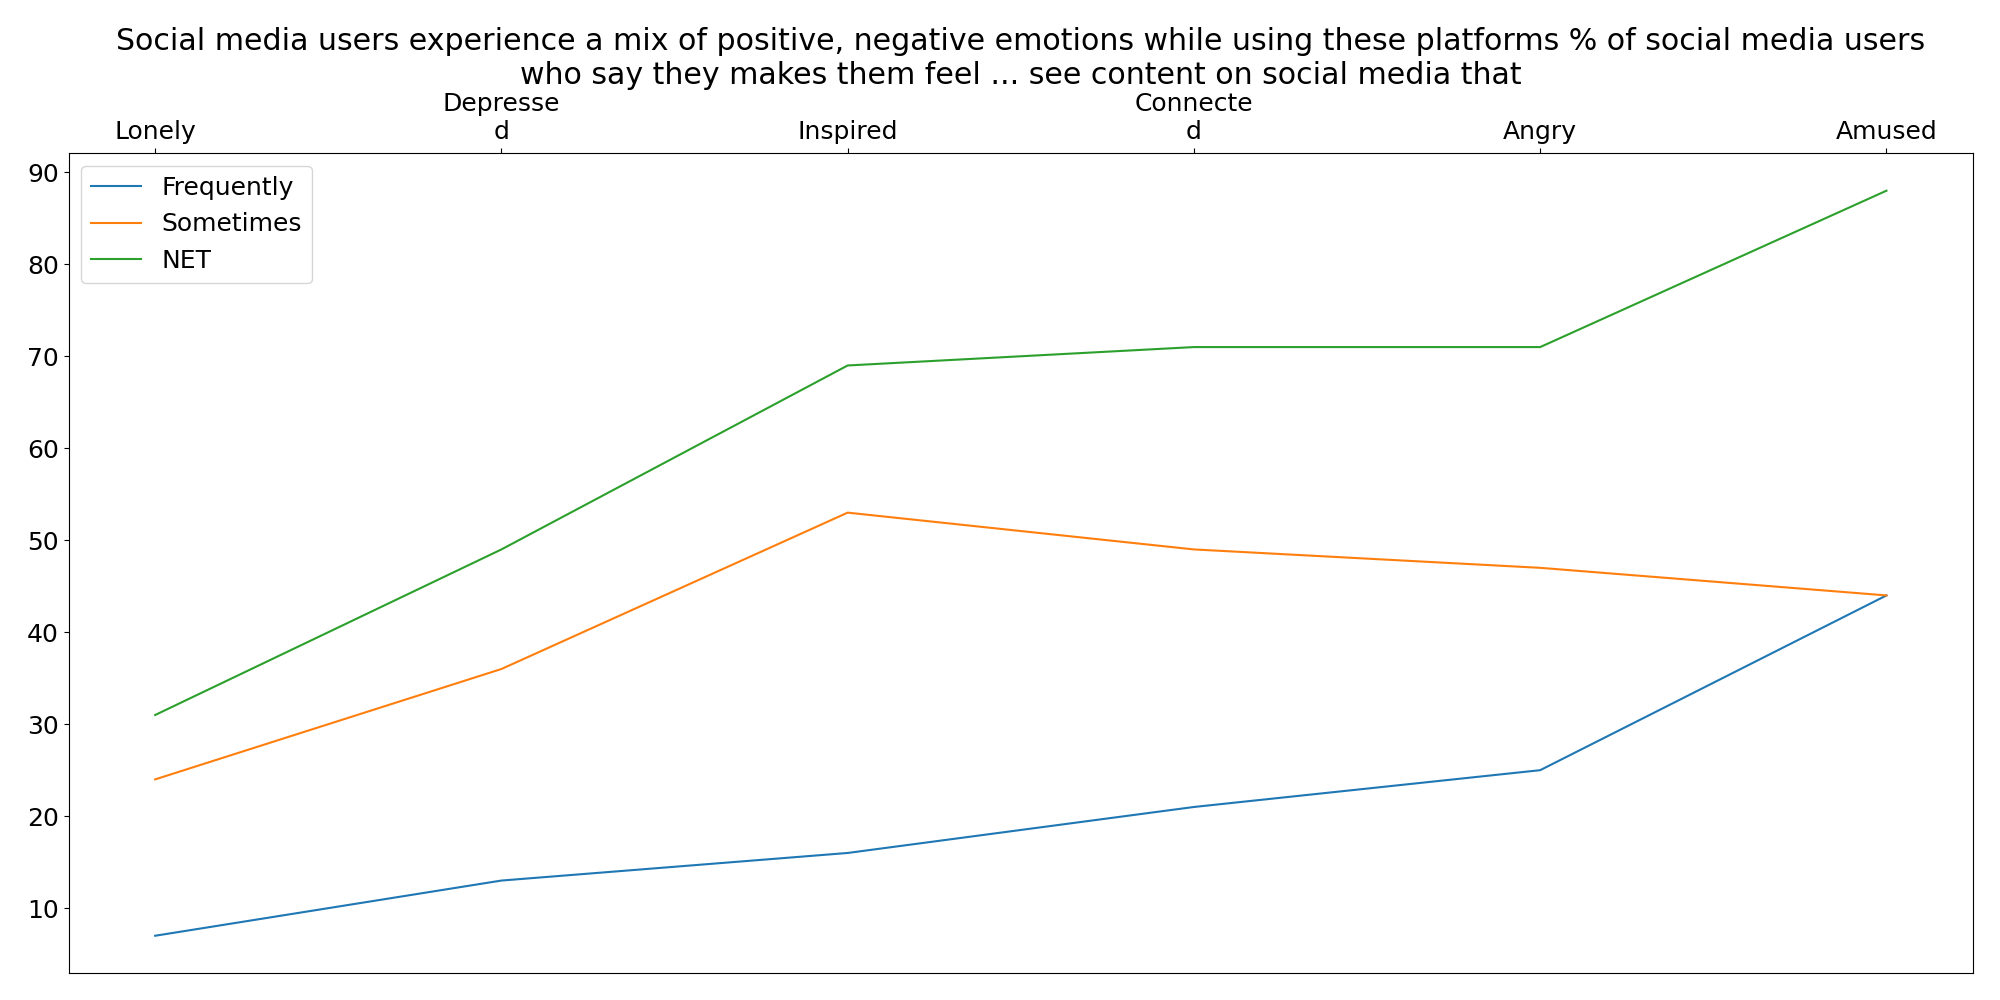 Social media users experience a mix of positive, negative emotions while using these platforms % of social media users
who say they makes them feel ... see content on social media that
Lonely
Depresse
d
Inspired
Connecte
d
Angry
Amused
90
80
70
60
50
40
30
20
10
Frequently
Sometimes
NET